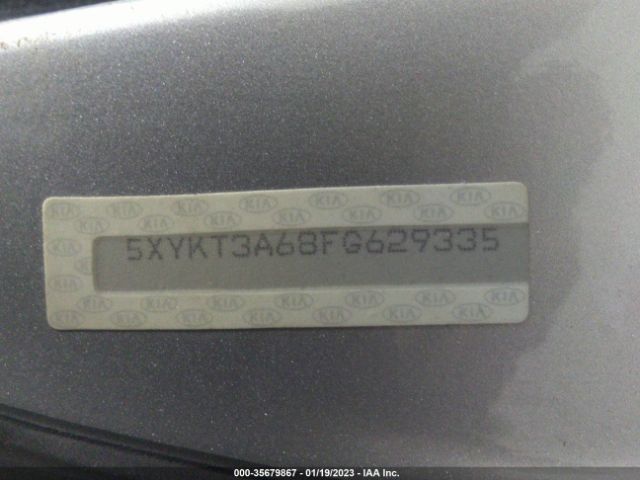 5XYKT3A68FG629335
000-35679867 - 01/19/2023 - IAA Inc.